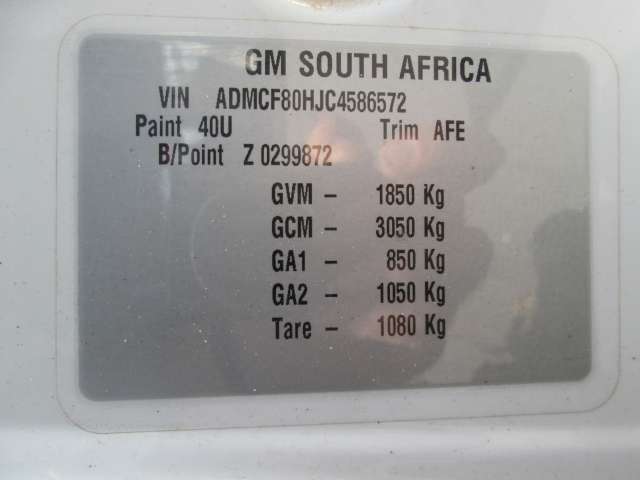 GM SOUTH AFRICA
VIN ADMCF80HJC4586572
Paint 40U Trim AFE
B/Point Z 0299872
GVM – 1850 Kg
GCM – 3050 Kg
GA1 – 850 Kg
GA2 – 1050 Kg
Tare – 1080 Kg